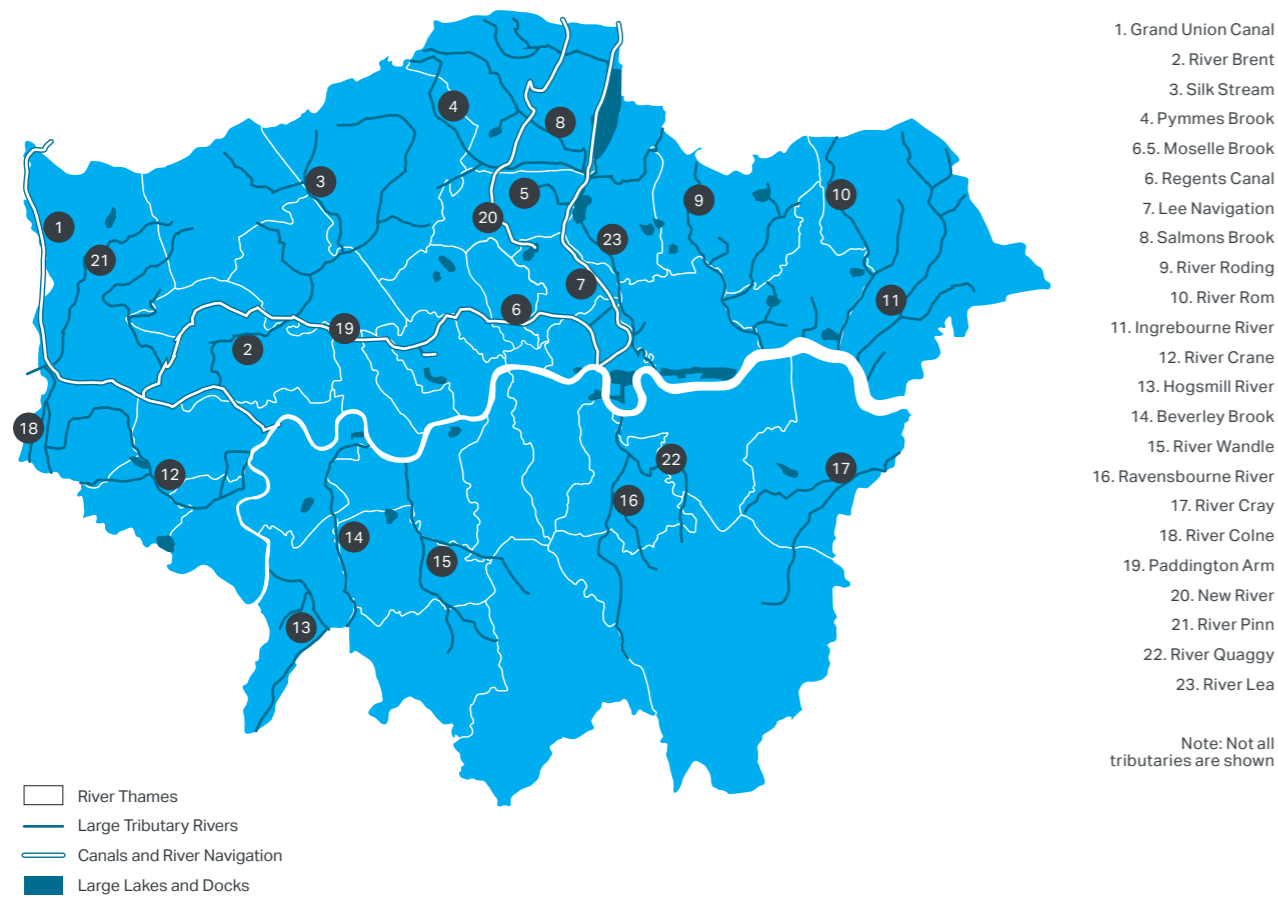 1. Grand Union Canal
2. River Brent
3. Silk Stream
4. Pymmes Brook
6.5. Moselle Brook
6. Regents Canal
7. Lee Navigation
8. Salmons Brook
9. River Roding
10. River Rom
11. Ingrebourne River
12. River Crane
13. Hogsmill River
14. Beverley Brook
15. River Wandle
16. Ravensbourne River
17. River Cray
18. River Colne
19. Paddington Arm
20. New River
21. River Pinn
22. River Quaggy
23. River Lea
Note: Not all
tributaries are shown
4
8
3
5
9
10
20
1
23
21
7
11
6
19
2
18
22
17
12
16
14
15
13
River Thames
Large Tributary Rivers
Canals and River Navigation
Large Lakes and Docks